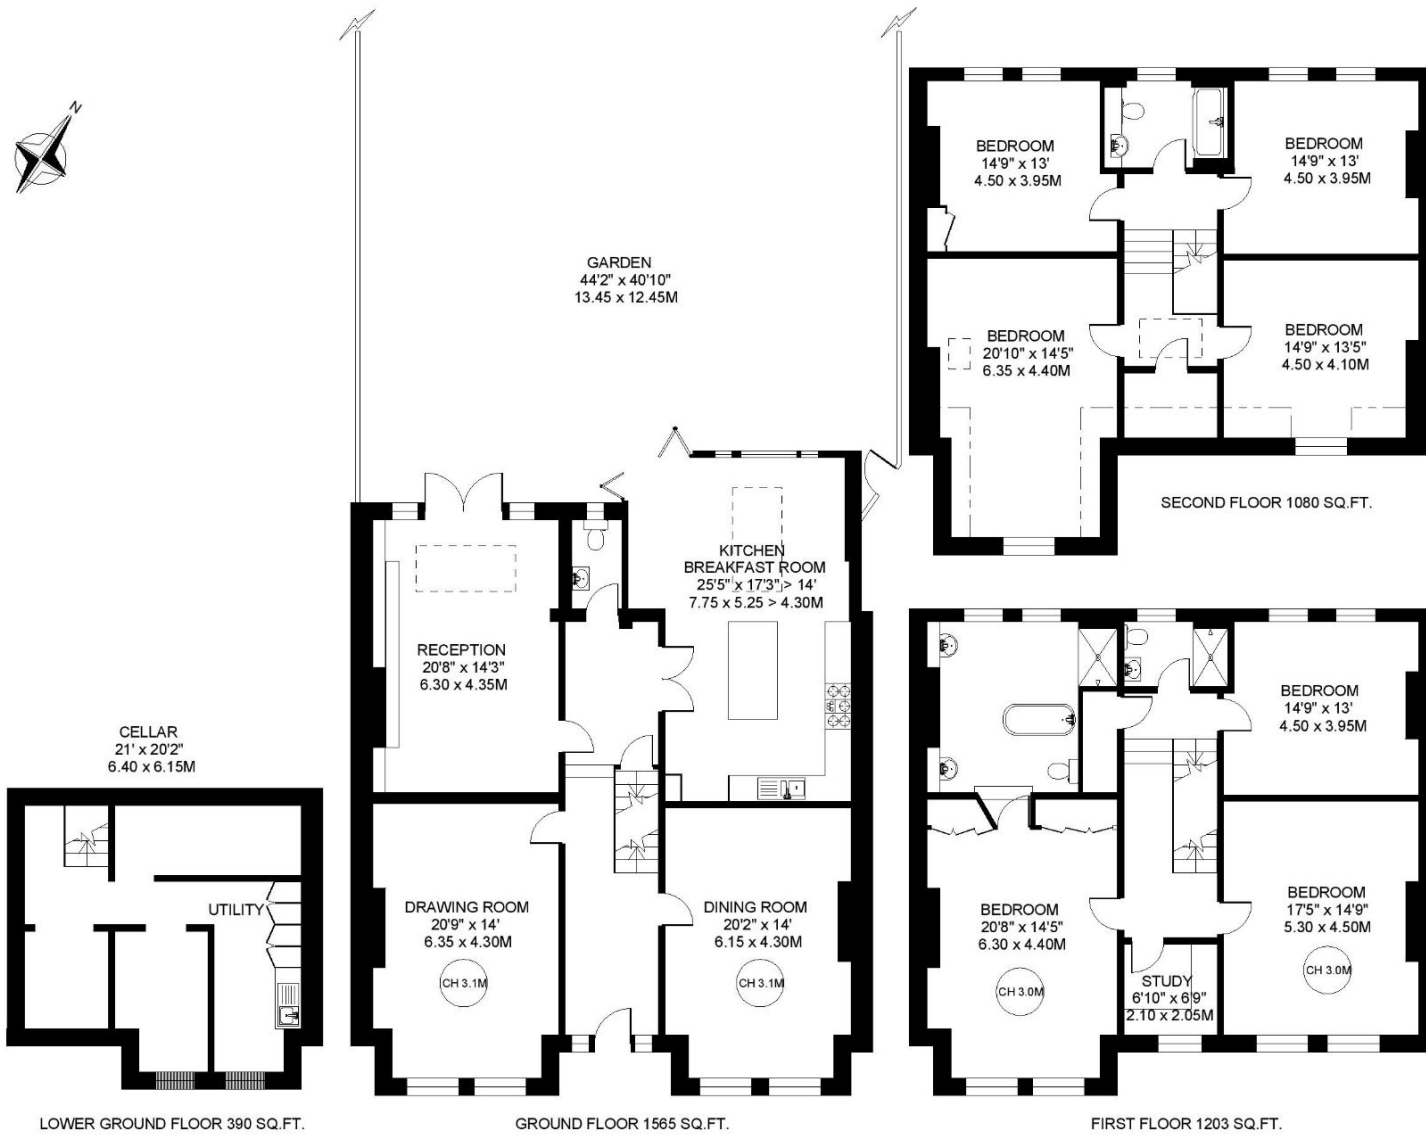 N
GARDEN
44'2" x 40'10"
13.45 x 12.45M
BEDROOM
14'9" x 13'
4.50 x 3.95M
BEDROOM
14'9" x 13'
4.50 x 3.95M
BEDROOM
20'10" x 14'5"
6.35 x 4.40M
BEDROOM
14'9" x 13'5"
4.50 x 4.10M
SECOND FLOOR 1080 SQ.FT.
KITCHEN
BREAKFAST ROOM
25'5" x 17'3" > 14'
7.75 x 5.25 > 4.30M
RECEPTION
20'8" x 14'3"
6.30 x 4.35M
DRAWING ROOM
20'9" x 14'
6.35 x 4.30M
CH 3.1M
DINING ROOM
20'2" x 14'
6.15 x 4.30M
CH 3.1M
GROUND FLOOR 1565 SQ.FT.
CELLAR
21' x 20'2"
6.40 x 6.15M
UTILITY
LOWER GROUND FLOOR 390 SQ.FT.
BEDROOM
14'9" x 13'
4.50 x 3.95M
BEDROOM
20'8" x 14'5"
6.30 x 4.40M
CH 3.0M
BEDROOM
17'5" x 14'9"
5.30 x 4.50M
CH 3.0M
STUDY
6'10" x 6'9"
2.10 x 2.05M
FIRST FLOOR 1203 SQ.FT.